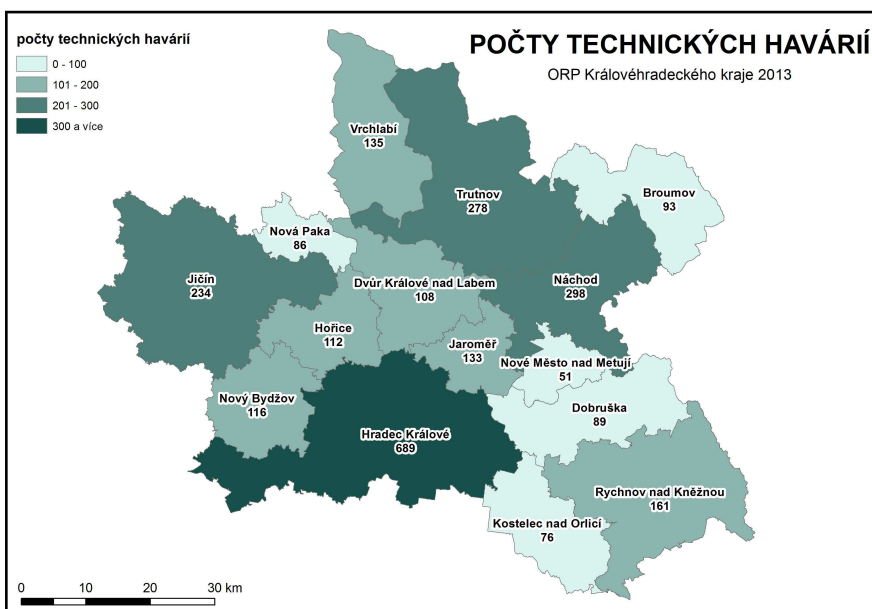 POČTY TECHNICKÝCH HAVÁRIÍ
ORP Královéhradeckého kraje 2013
počty technických havárií
0 - 100
101 - 200
201 - 300
300 a více
Vrchlabí
135
Trutnov
278
Broumov
93
Nová Paka
86
Jičín
234
Dvůr Králové nad Labem
108
Náchod
298
Hořice
112
Jaroměř
133
Nové Město nad Metují
51
Nový Bydžov
116
Dobruška
89
Hradec Králové
689
Rychnov nad Kněžnou
161
Kostelec nad Orlicí
76
0 10 20 30 km